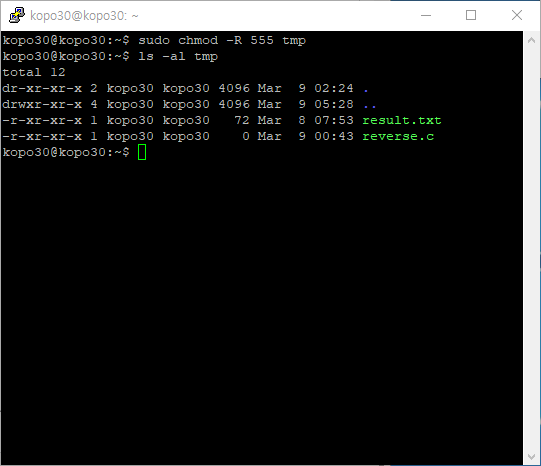 kopo30@kopo30: ~
kopo30@kopo30:~$ sudo chmod -R 555 tmp
kopo30@kopo30:~$ ls -al tmp
total 12
dr-xr-xr-x 2 kopo30 kopo30 4096 Mar  9 02:24 .
drwxr-xr-x 4 kopo30 kopo30 4096 Mar  9 05:28 ..
-r-xr-xr-x 1 kopo30 kopo30   72 Mar  8 07:53 result.txt
-r-xr-xr-x 1 kopo30 kopo30    0 Mar  9 00:43 reverse.c
kopo30@kopo30:~$